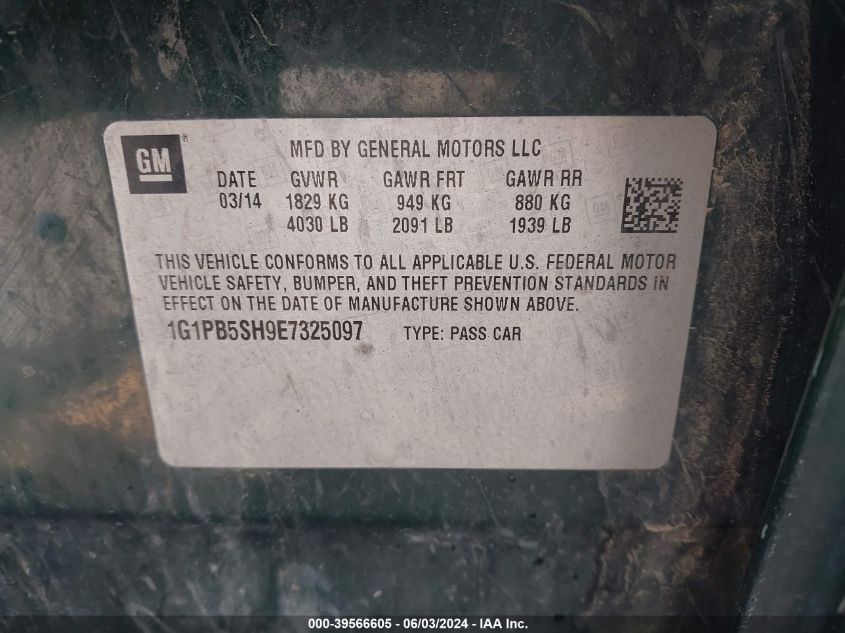 GM ® MFD BY GENERAL MOTORS LLC
DATE GVWR GAWR FRT GAWR RR
03/14 1829 KG 949 KG 880 KG
4030 LB 2091 LB 1939 LB
THIS VEHICLE CONFORMS TO ALL APPLICABLE U.S. FEDERAL MOTOR
VEHICLE SAFETY, BUMPER, AND THEFT PREVENTION STANDARDS IN
EFFECT ON THE DATE OF MANUFACTURE SHOWN ABOVE.
1G1PB5SH9E7325097 TYPE: PASS CAR
000-39566605 - 06/03/2024 - IAA Inc.